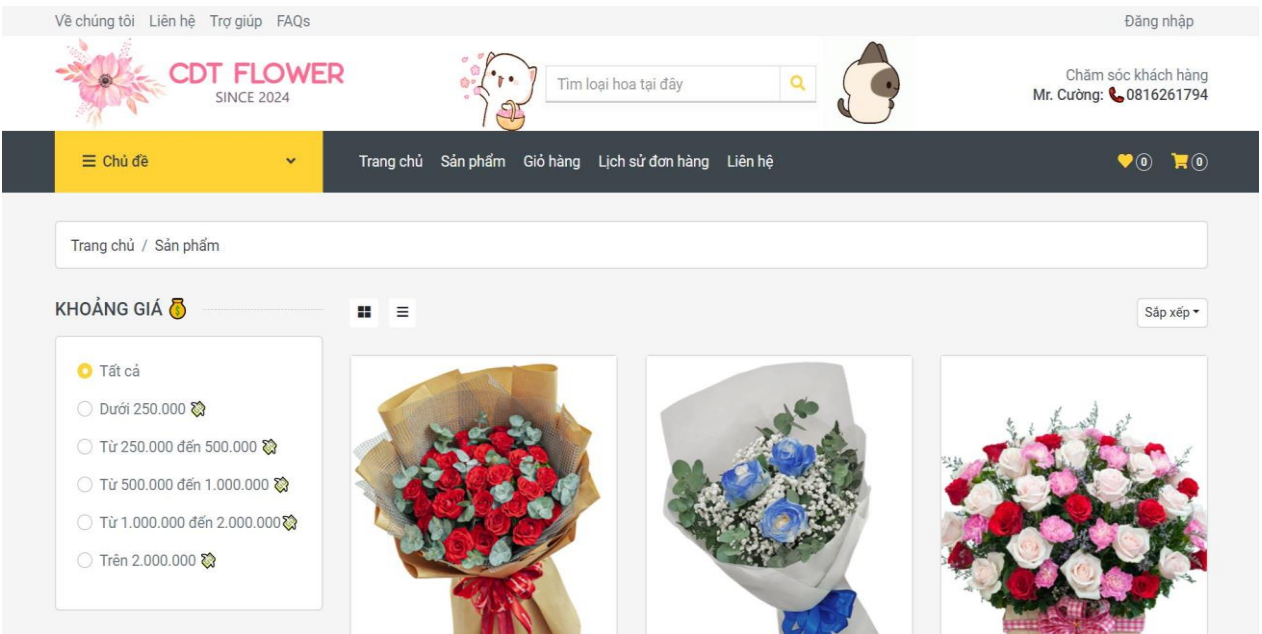 Về chúng tôi Liên hệ Trợ giúp FAQs Đăng nhập
CDT FLOWER
SINCE 2024
Tìm loại hoa tại đây
Chăm sóc khách hàng
Mr. Cường: 0816261794
Chủ đề
Trang chủ Sản phẩm Giỏ hàng Lịch sử đơn hàng Liên hệ 0 0
Trang chủ / Sản phẩm
KHOẢNG GIÁ
Sắp xếp
Tất cả
Dưới 250.000
Từ 250.000 đến 500.000
Từ 500.000 đến 1.000.000
Từ 1.000.000 đến 2.000.000
Trên 2.000.000